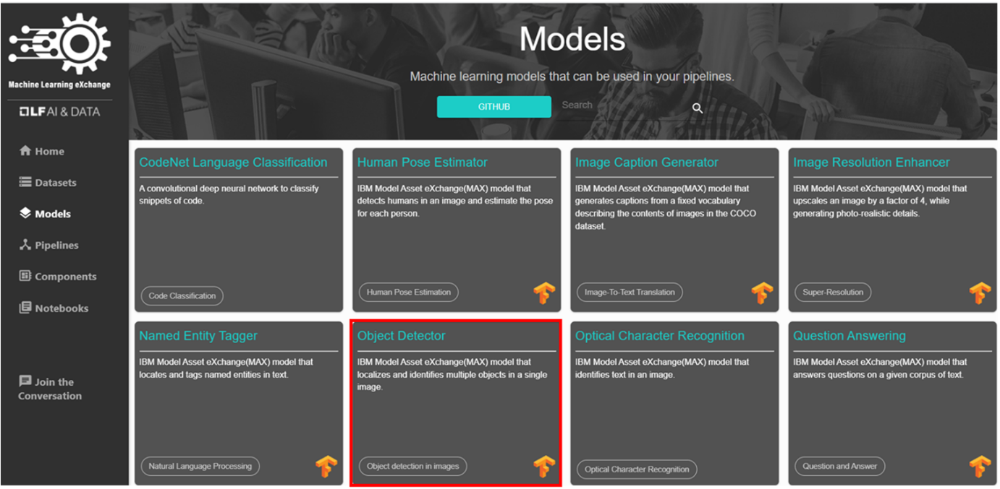 Machine Learning eXchange
LF AI & DATA
Home
Datasets
Models
Pipelines
Components
Notebooks
Join the
Conversation
Models
Machine learning models that can be used in your pipelines.
GITHUB
Search
CodeNet Language Classification
A convolutional deep neural network to classify
snippets of code.
Code Classification
Human Pose Estimator
IBM Model Asset eXchange(MAX) model that
detects humans in an image and estimate the pose
for each person.
Human Pose Estimation
Image Caption Generator
IBM Model Asset eXchange(MAX) model that
generates captions from a fixed vocabulary
describing the contents of images in the COCO
dataset.
Image-To-Text Translation
Image Resolution Enhancer
IBM Model Asset eXchange(MAX) model that
upscales an image by a factor of 4, while
generating photo-realistic details.
Super-Resolution
Named Entity Tagger
IBM Model Asset eXchange(MAX) model that
locates and tags named entities in text.
Natural Language Processing
Object Detector
IBM Model Asset eXchange(MAX) model that
localizes and identifies multiple objects in a single
image.
Object detection in images
Optical Character Recognition
IBM Model Asset eXchange(MAX) model that
identifies text in an image.
Optical Character Recognition
Question Answering
IBM Model Asset eXchange(MAX) model that
answers questions on a given corpus of text.
Question and Answer